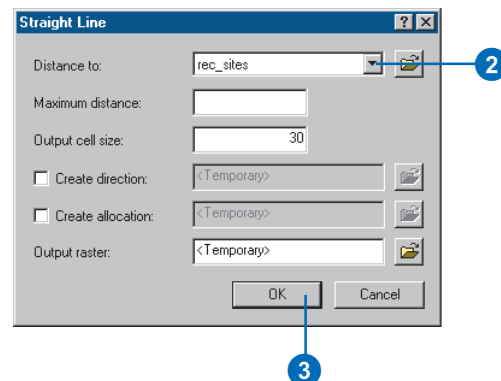 Straight Line ? ×
Distance to: rec_sites
2
Maximum distance:
Output cell size: 30
Create direction: <Temporary>
Create allocation: <Temporary>
Output raster: <Temporary>
OK Cancel
3